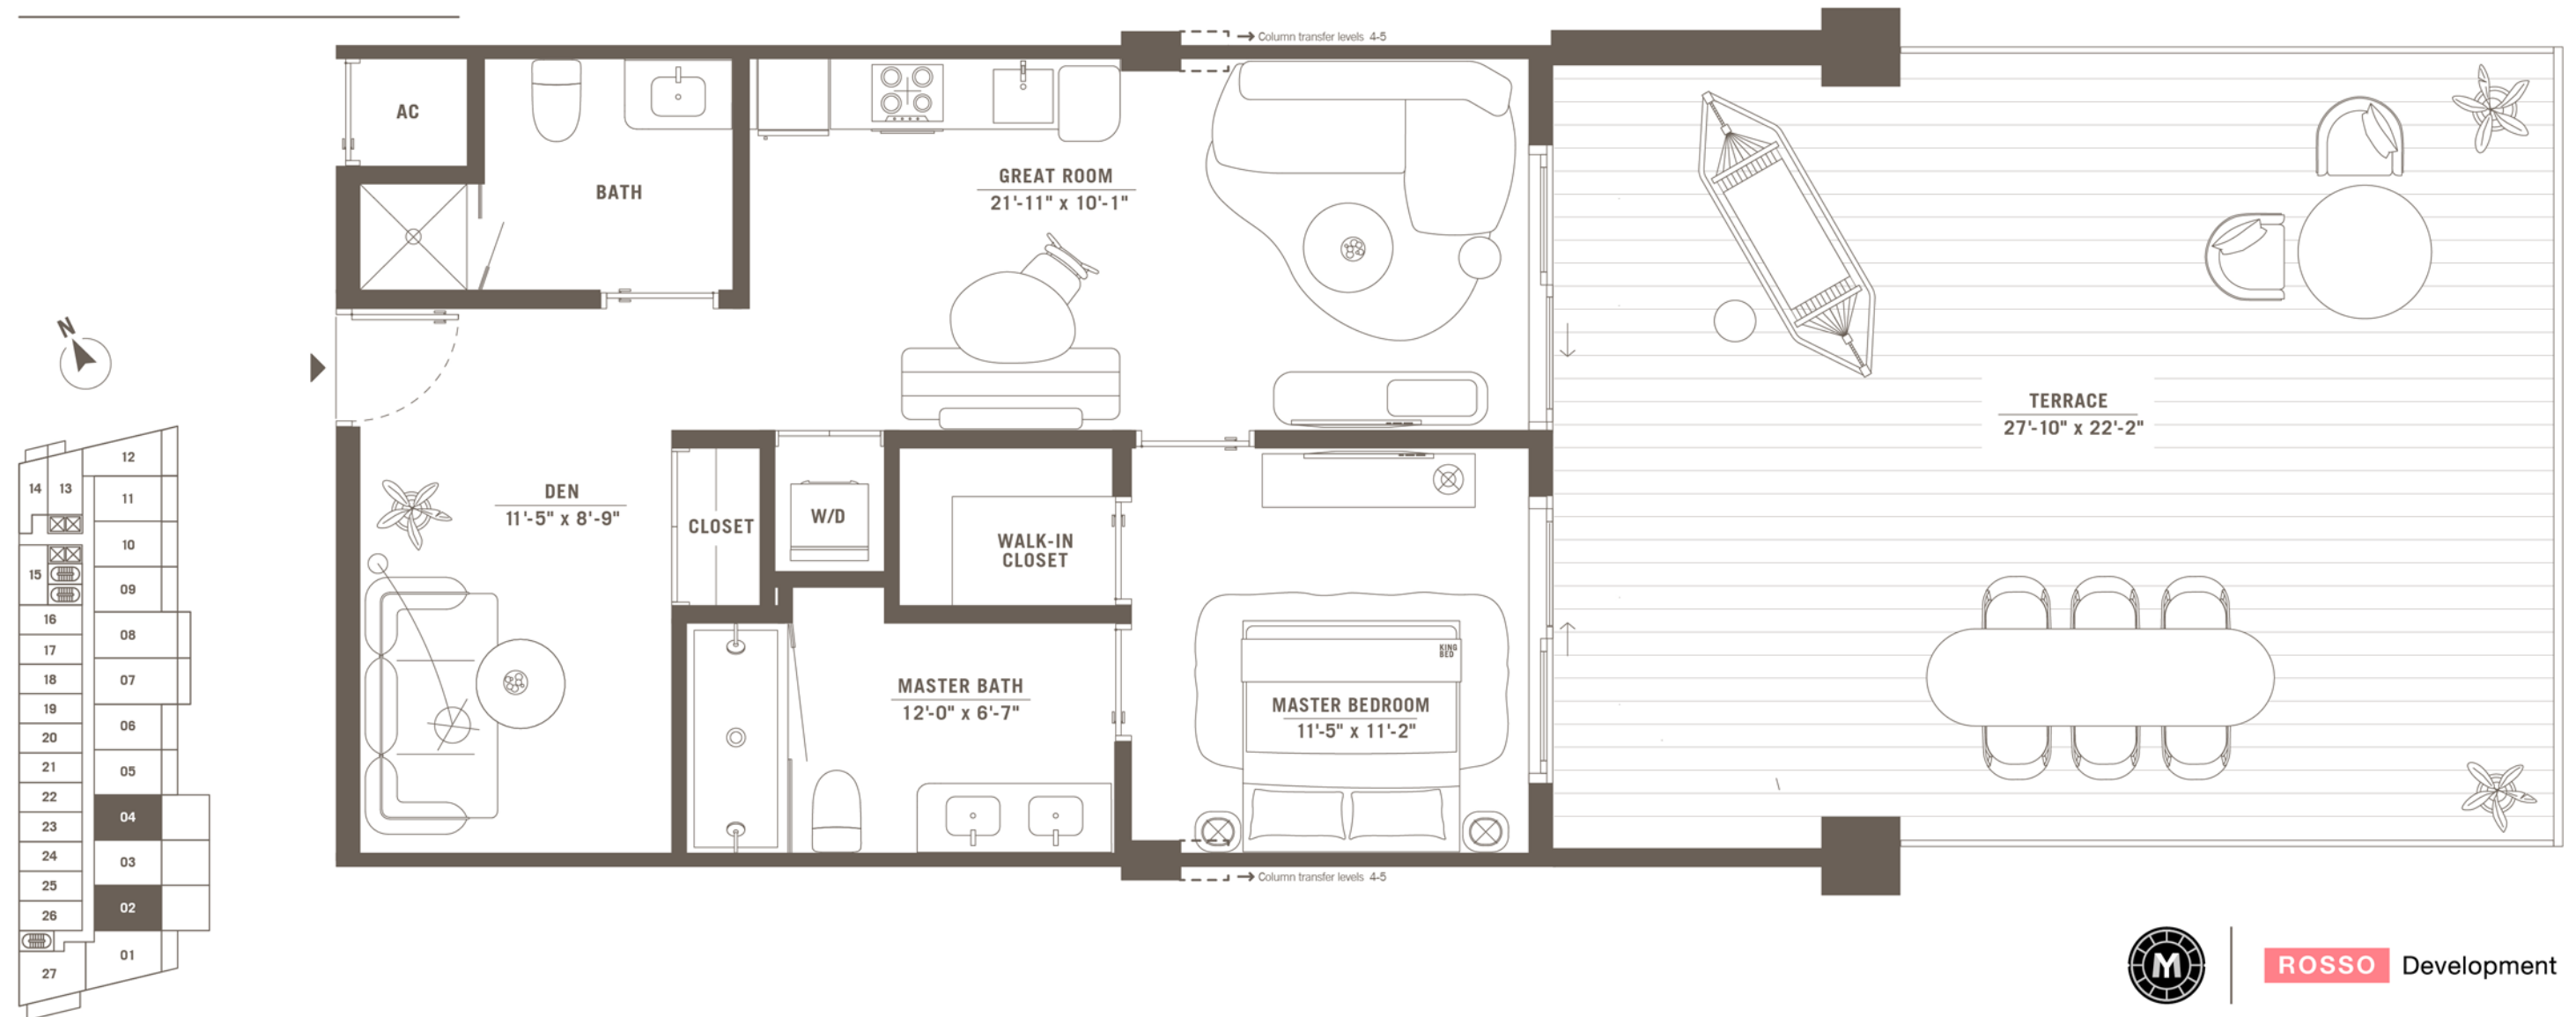 → Column transfer levels 4-5
AC
BATH
GREAT ROOM
21'-11" x 10'-1"
TERRACE
27'-10" x 22'-2"
N
DEN
11'-5" x 8'-9"
CLOSET
W/D
WALK-IN
CLOSET
KING
BED
MASTER BATH
12'-0" x 6'-7"
MASTER BEDROOM
11'-5" x 11'-2"
→ Column transfer levels 4-5
12
14
13
11
10
15
09
16
08
17
07
18
19
06
20
21
05
22
04
23
24
03
25
02
26
01
27
M
ROSSO Development